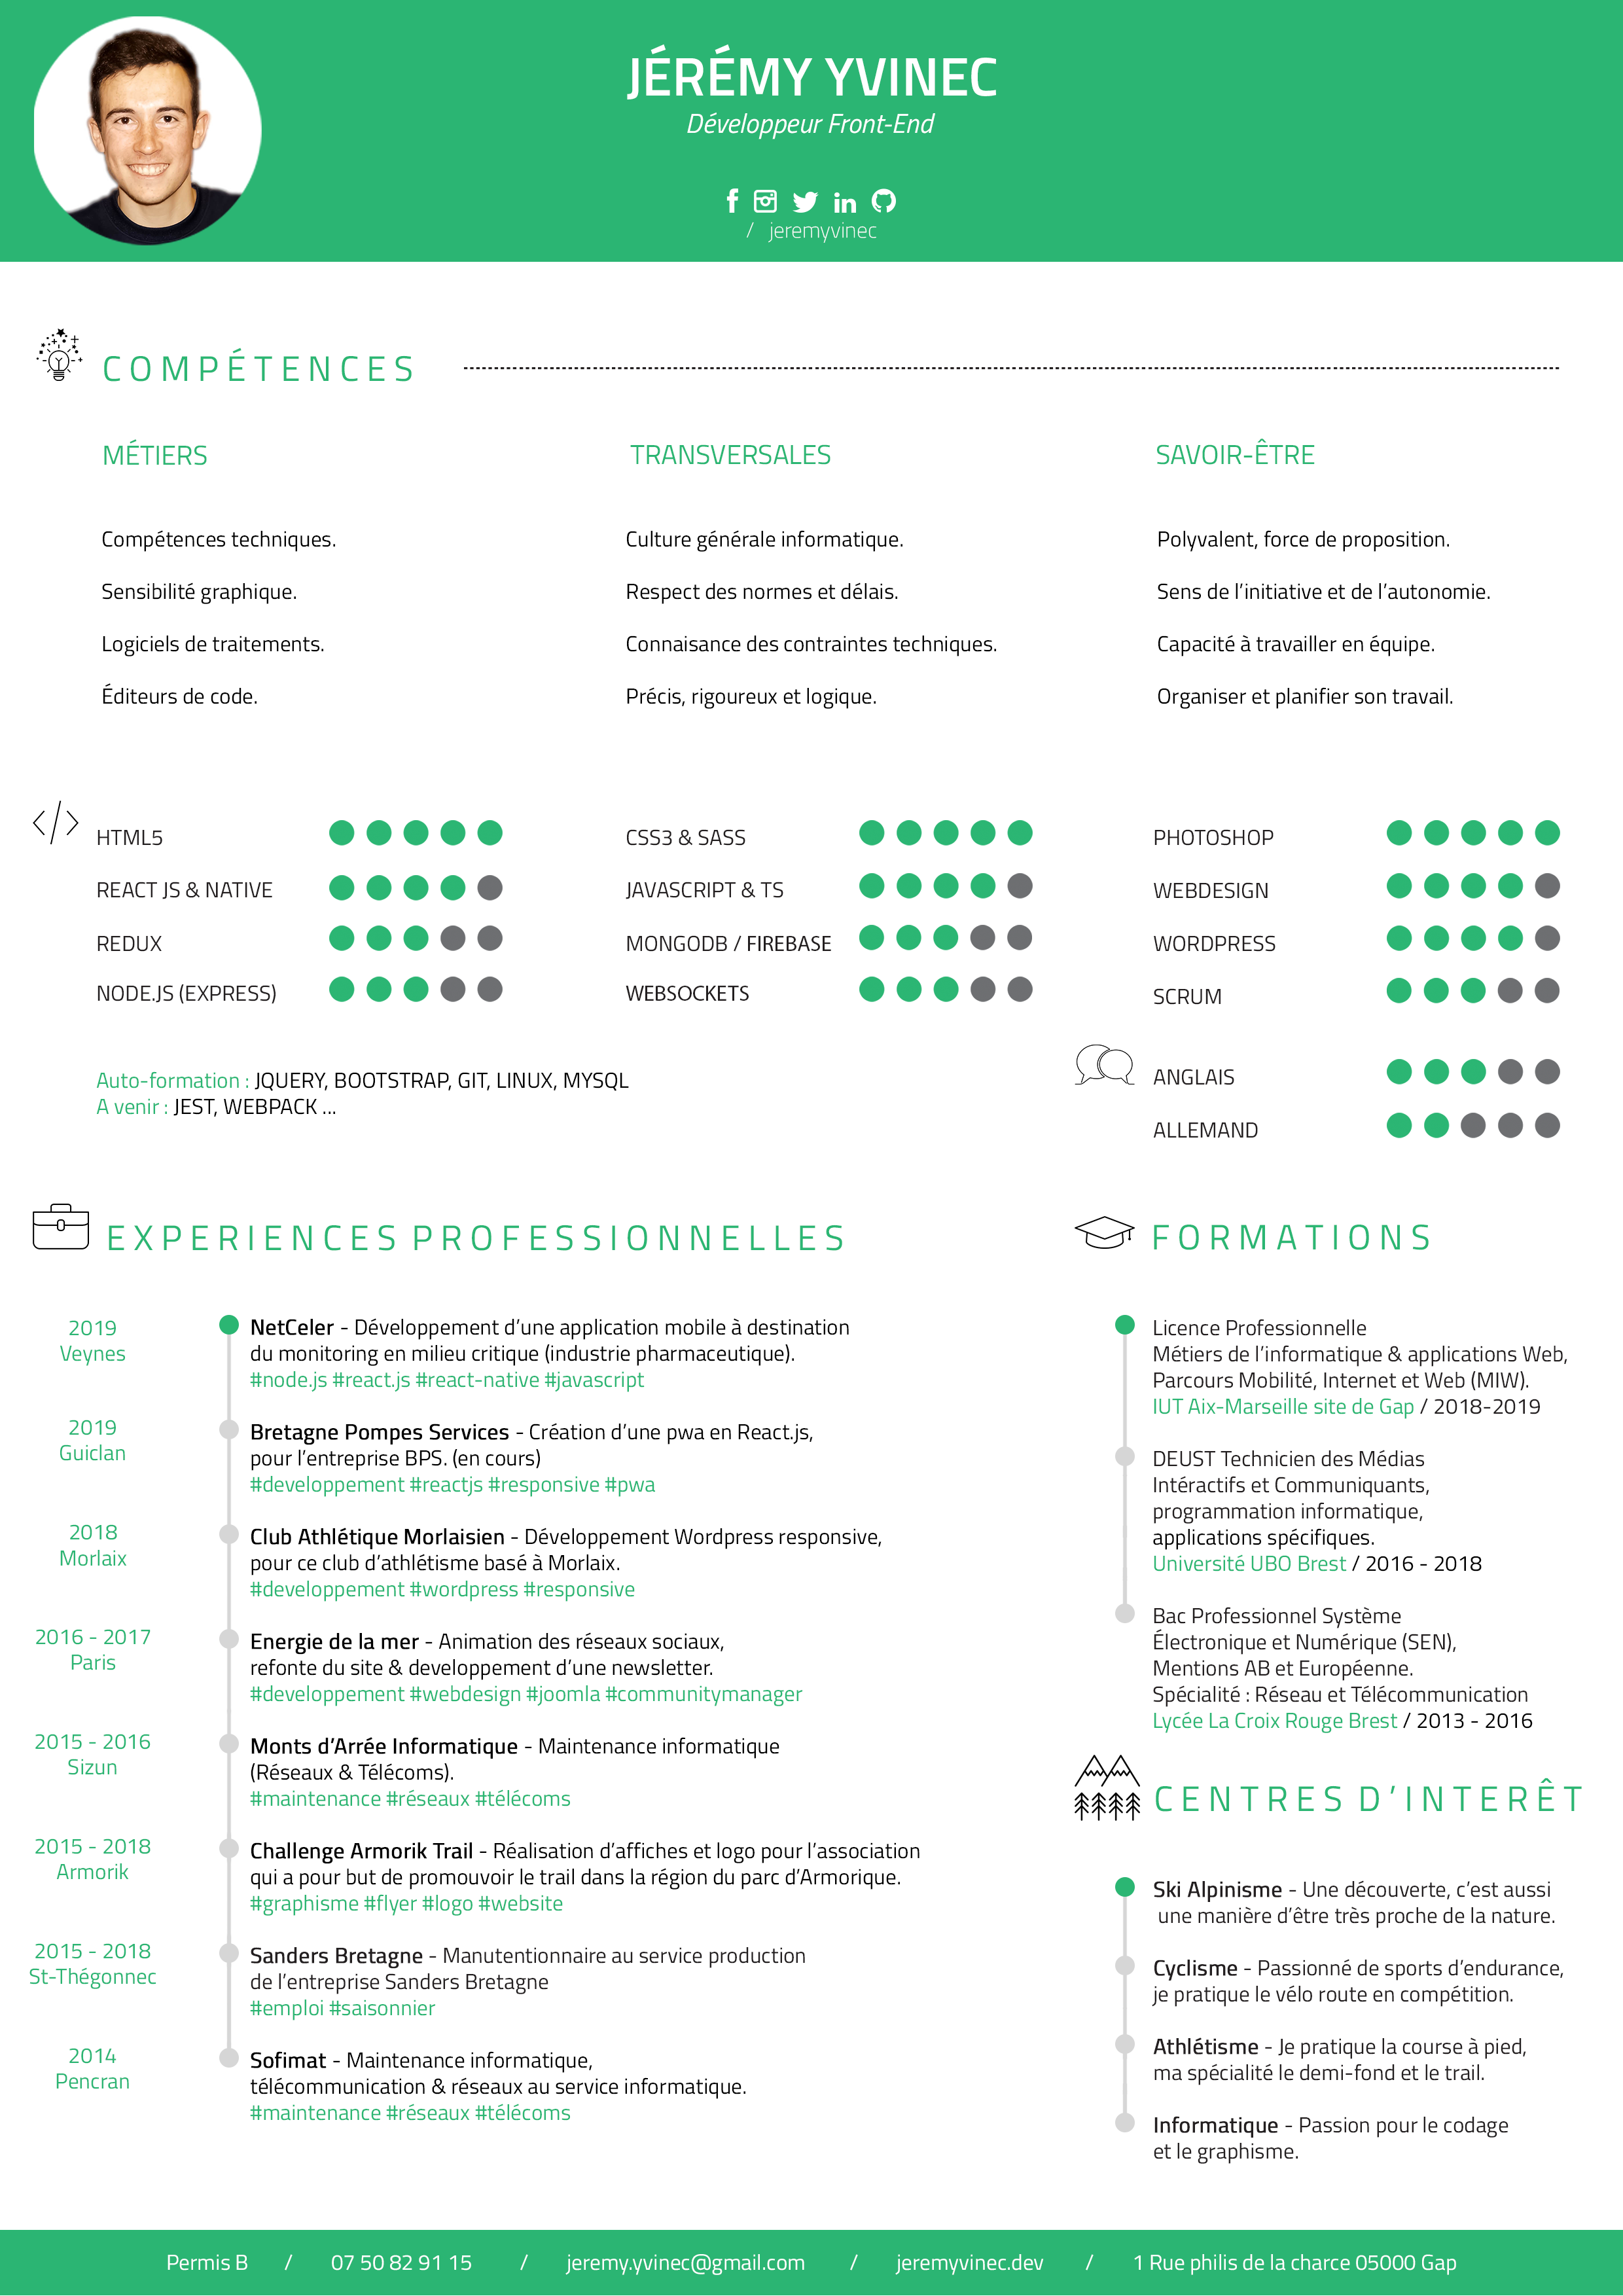 JÉRÉMY YVINEC
Développeur Front-End
/ jeremyvinec
COMPÉTENCES
MÉTIERS
Compétences techniques.
Sensibilité graphique.
Logiciels de traitements.
Éditeurs de code.
TRANSVERSALES
Culture générale informatique.
Respect des normes et délais.
Connaisance des contraintes techniques.
Précis, rigoureux et logique.
SAVOIR-ÊTRE
Polyvalent, force de proposition.
Sens de l’initiative et de l’autonomie.
Capacité à travailler en équipe.
Organiser et planifier son travail.
HTML5
REACT JS & NATIVE
REDUX
NODE.JS (EXPRESS)
CSS3 & SASS
JAVASCRIPT & TS
MONGODB / FIREBASE
WEBSOCKETS
PHOTOSHOP
WEBDESIGN
WORDPRESS
SCRUM
Auto-formation : JQUERY, BOOTSTRAP, GIT, LINUX, MYSQL
A venir : JEST, WEBPACK ...
ANGLAIS
ALLEMAND
EXPERIENCES PROFESSIONNELLES
2019
Veynes
NetCeler - Développement d’une application mobile à destination
du monitoring en milieu critique (industrie pharmaceutique).
#node.js #react.js #react-native #javascript
2019
Guiclan
Bretagne Pompes Services - Création d’une pwa en React.js,
pour l’entreprise BPS. (en cours)
#developpement #reactjs #responsive #pwa
2018
Morlaix
Club Athlétique Morlaisien - Développement Wordpress responsive,
pour ce club d’athlétisme basé à Morlaix.
#developpement #wordpress #responsive
2016 - 2017
Paris
Energie de la mer - Animation des réseaux sociaux,
refonte du site & developpement d’une newsletter.
#developpement #webdesign #joomla #communitymanager
2015 - 2016
Sizun
Monts d’Arrée Informatique - Maintenance informatique
(Réseaux & Télécoms).
#maintenance #réseaux #télécoms
2015 - 2018
Armorik
Challenge Armorik Trail - Réalisation d’affiches et logo pour l’association
qui a pour but de promouvoir le trail dans la région du parc d’Armorique.
#graphisme #flyer #logo #website
2015 - 2018
St-Thégonnec
Sanders Bretagne - Manutentionnaire au service production
de l’entreprise Sanders Bretagne
#emploi #saisonnier
2014
Pencran
Sofimat - Maintenance informatique,
télécommunication & réseaux au service informatique.
#maintenance #réseaux #télécoms
FORMATIONS
Licence Professionnelle
Métiers de l’informatique & applications Web,
Parcours Mobilité, Internet et Web (MIW).
IUT Aix-Marseille site de Gap / 2018-2019
DEUST Technicien des Médias
Intéractifs et Communiquants,
programmation informatique,
applications spécifiques.
Université UBO Brest / 2016 - 2018
Bac Professionnel Système
Électronique et Numérique (SEN),
Mentions AB et Européenne.
Spécialité : Réseau et Télécommunication
Lycée La Croix Rouge Brest / 2013 - 2016
CENTRES D’INTERÊT
Ski Alpinisme - Une découverte, c’est aussi
une manière d’être très proche de la nature.
Cyclisme - Passionné de sports d’endurance,
je pratique le vélo route en compétition.
Athlétisme - Je pratique la course à pied,
ma spécialité le demi-fond et le trail.
Informatique - Passion pour le codage
et le graphisme.
Permis B / 07 50 82 91 15 / jeremy.yvinec@gmail.com / jeremyvinec.dev / 1 Rue philis de la charce 05000 Gap